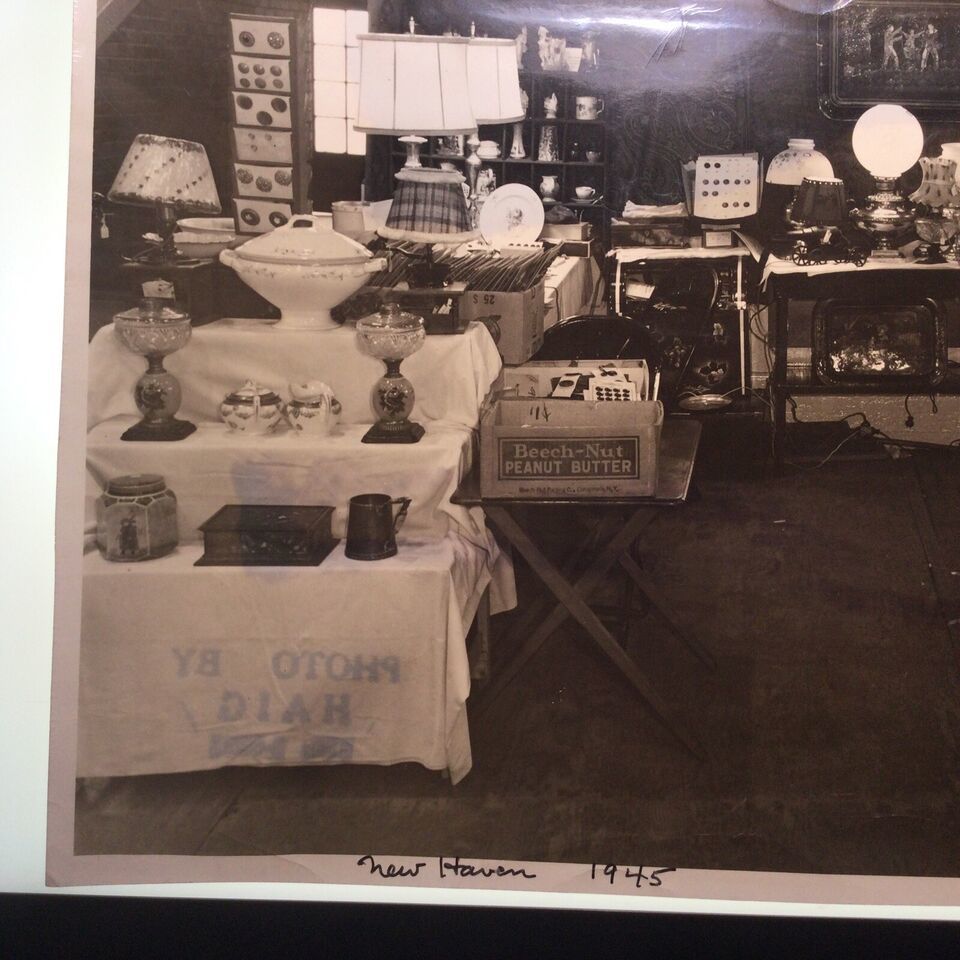 25
S
Beech-Nut
PEANUT BUTTER
PHOTO BY
HAIG
New Haven 1945